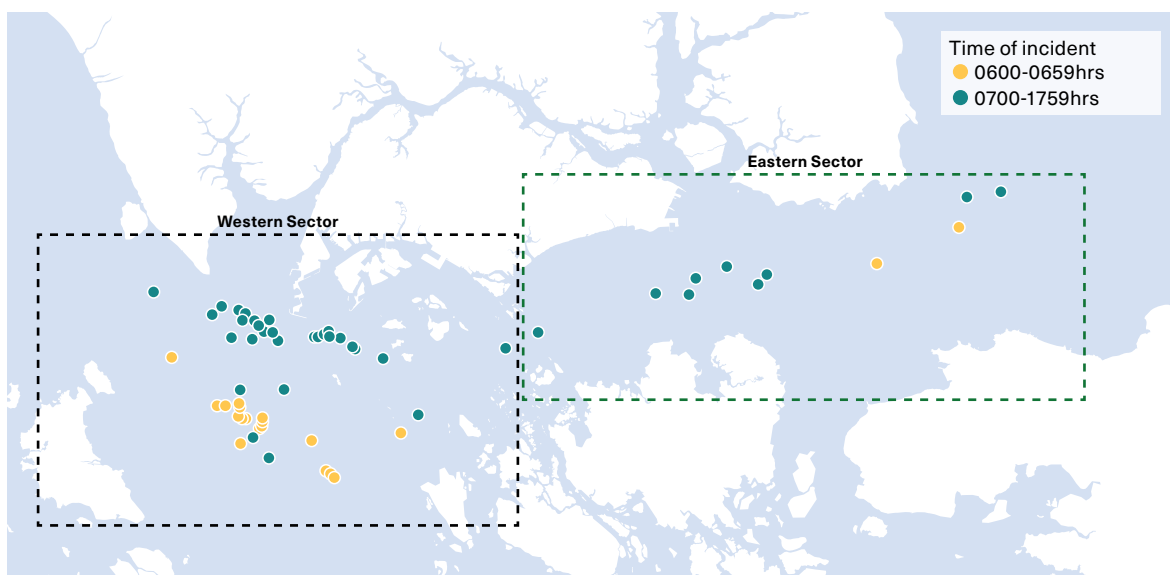 Time of incident
0600-0659hrs
0700-1759hrs
Eastern Sector
Western Sector